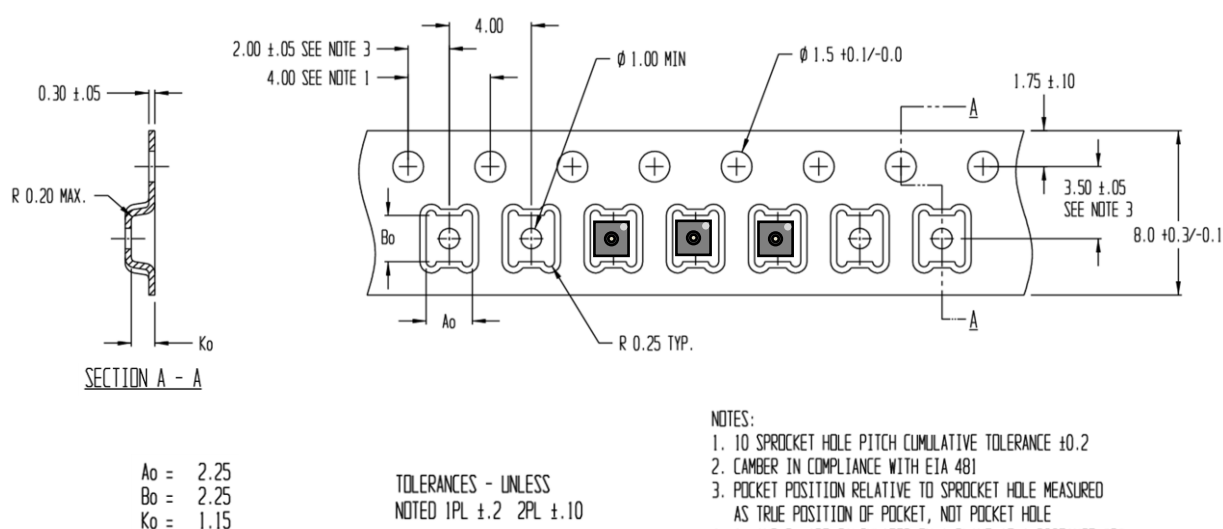 4.00
2.00 ±.05 SEE NOTE 3
4.00 SEE NOTE 1
Ø 1.00 MIN
Ø 1.5 +0.1/-0.0
1.75 ±.10
0.30 ±.05
A
R 0.20 MAX.
3.50 ±.05
SEE NOTE 3
Bo
8.0 +0.3/-0.1
Ao
A
Ko
R 0.25 TYP.
SECTION A - A
Ao = 2.25
Bo = 2.25
Ko = 1.15
TOLERANCES - UNLESS
NOTED 1PL ±.2 2PL ±.10
NOTES:
1. 10 SPROCKET HOLE PITCH CUMULATIVE TOLERANCE ±0.2
2. CAMBER IN COMPLIANCE WITH EIA 481
3. POCKET POSITION RELATIVE TO SPROCKET HOLE MEASURED
AS TRUE POSITION OF POCKET, NOT POCKET HOLE